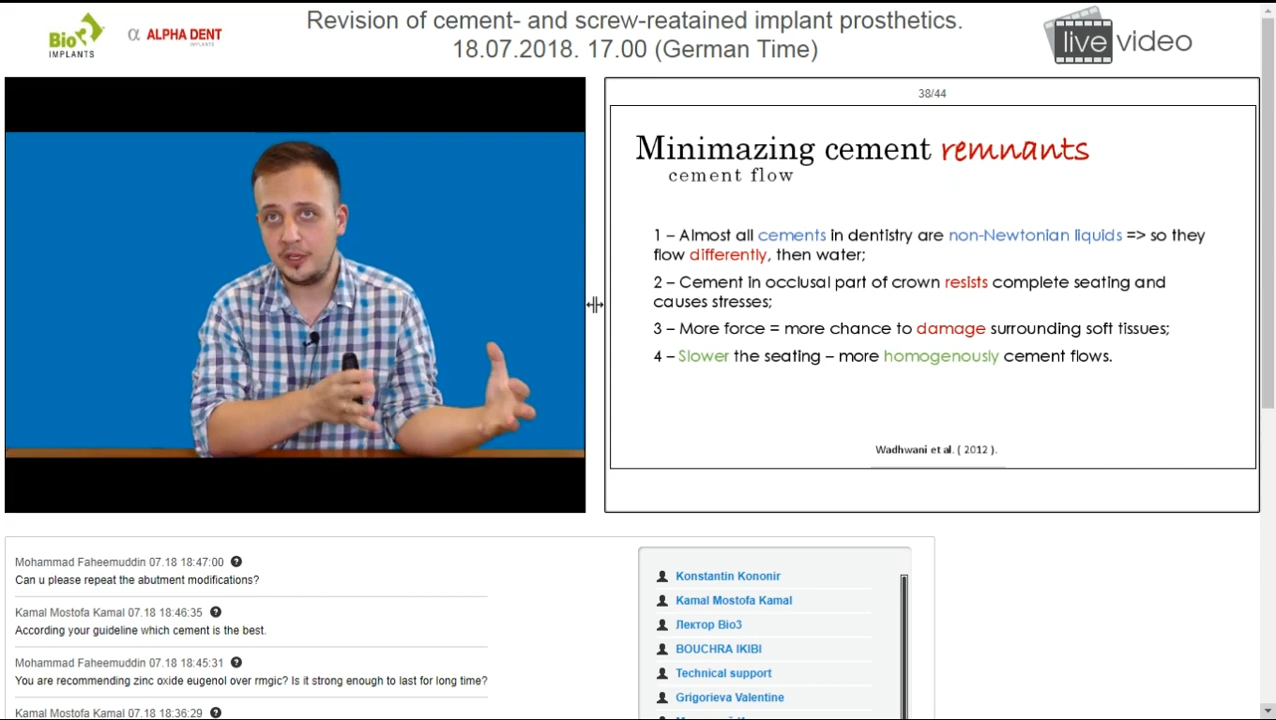 Bio3
IMPLANTS
α ALPHA DENT
IMPLANTS
Revision of cement- and screw-reatained implant prosthetics.
18.07.2018. 17.00 (German Time)
live video
38/44
Minimazing cement remnants
cement flow
1 – Almost all cements in dentistry are non-Newtonian liquids => so they
flow differently, then water;
2 – Cement in occlusal part of crown resists complete seating and
causes stresses;
3 – More force = more chance to damage surrounding soft tissues;
4 – Slower the seating – more homogenously cement flows.
Wadhwani et al. ( 2012 ).
Mohammad Faheemuddin 07.18 18:47:00 ?
Can u please repeat the abutment modifications?
Kamal Mostofa Kamal 07.18 18:46:35 ?
According your guideline which cement is the best.
Mohammad Faheemuddin 07.18 18:45:31 ?
You are recommending zinc oxide eugenol over rmgic? Is it strong enough to last for long time?
Kamal Mostofa Kamal 07.18 18:36:29 ?
Konstantin Kononir
Kamal Mostofa Kamal
Лектор Bio3
BOUCHRA IKIBI
Technical support
Grigorieva Valentine